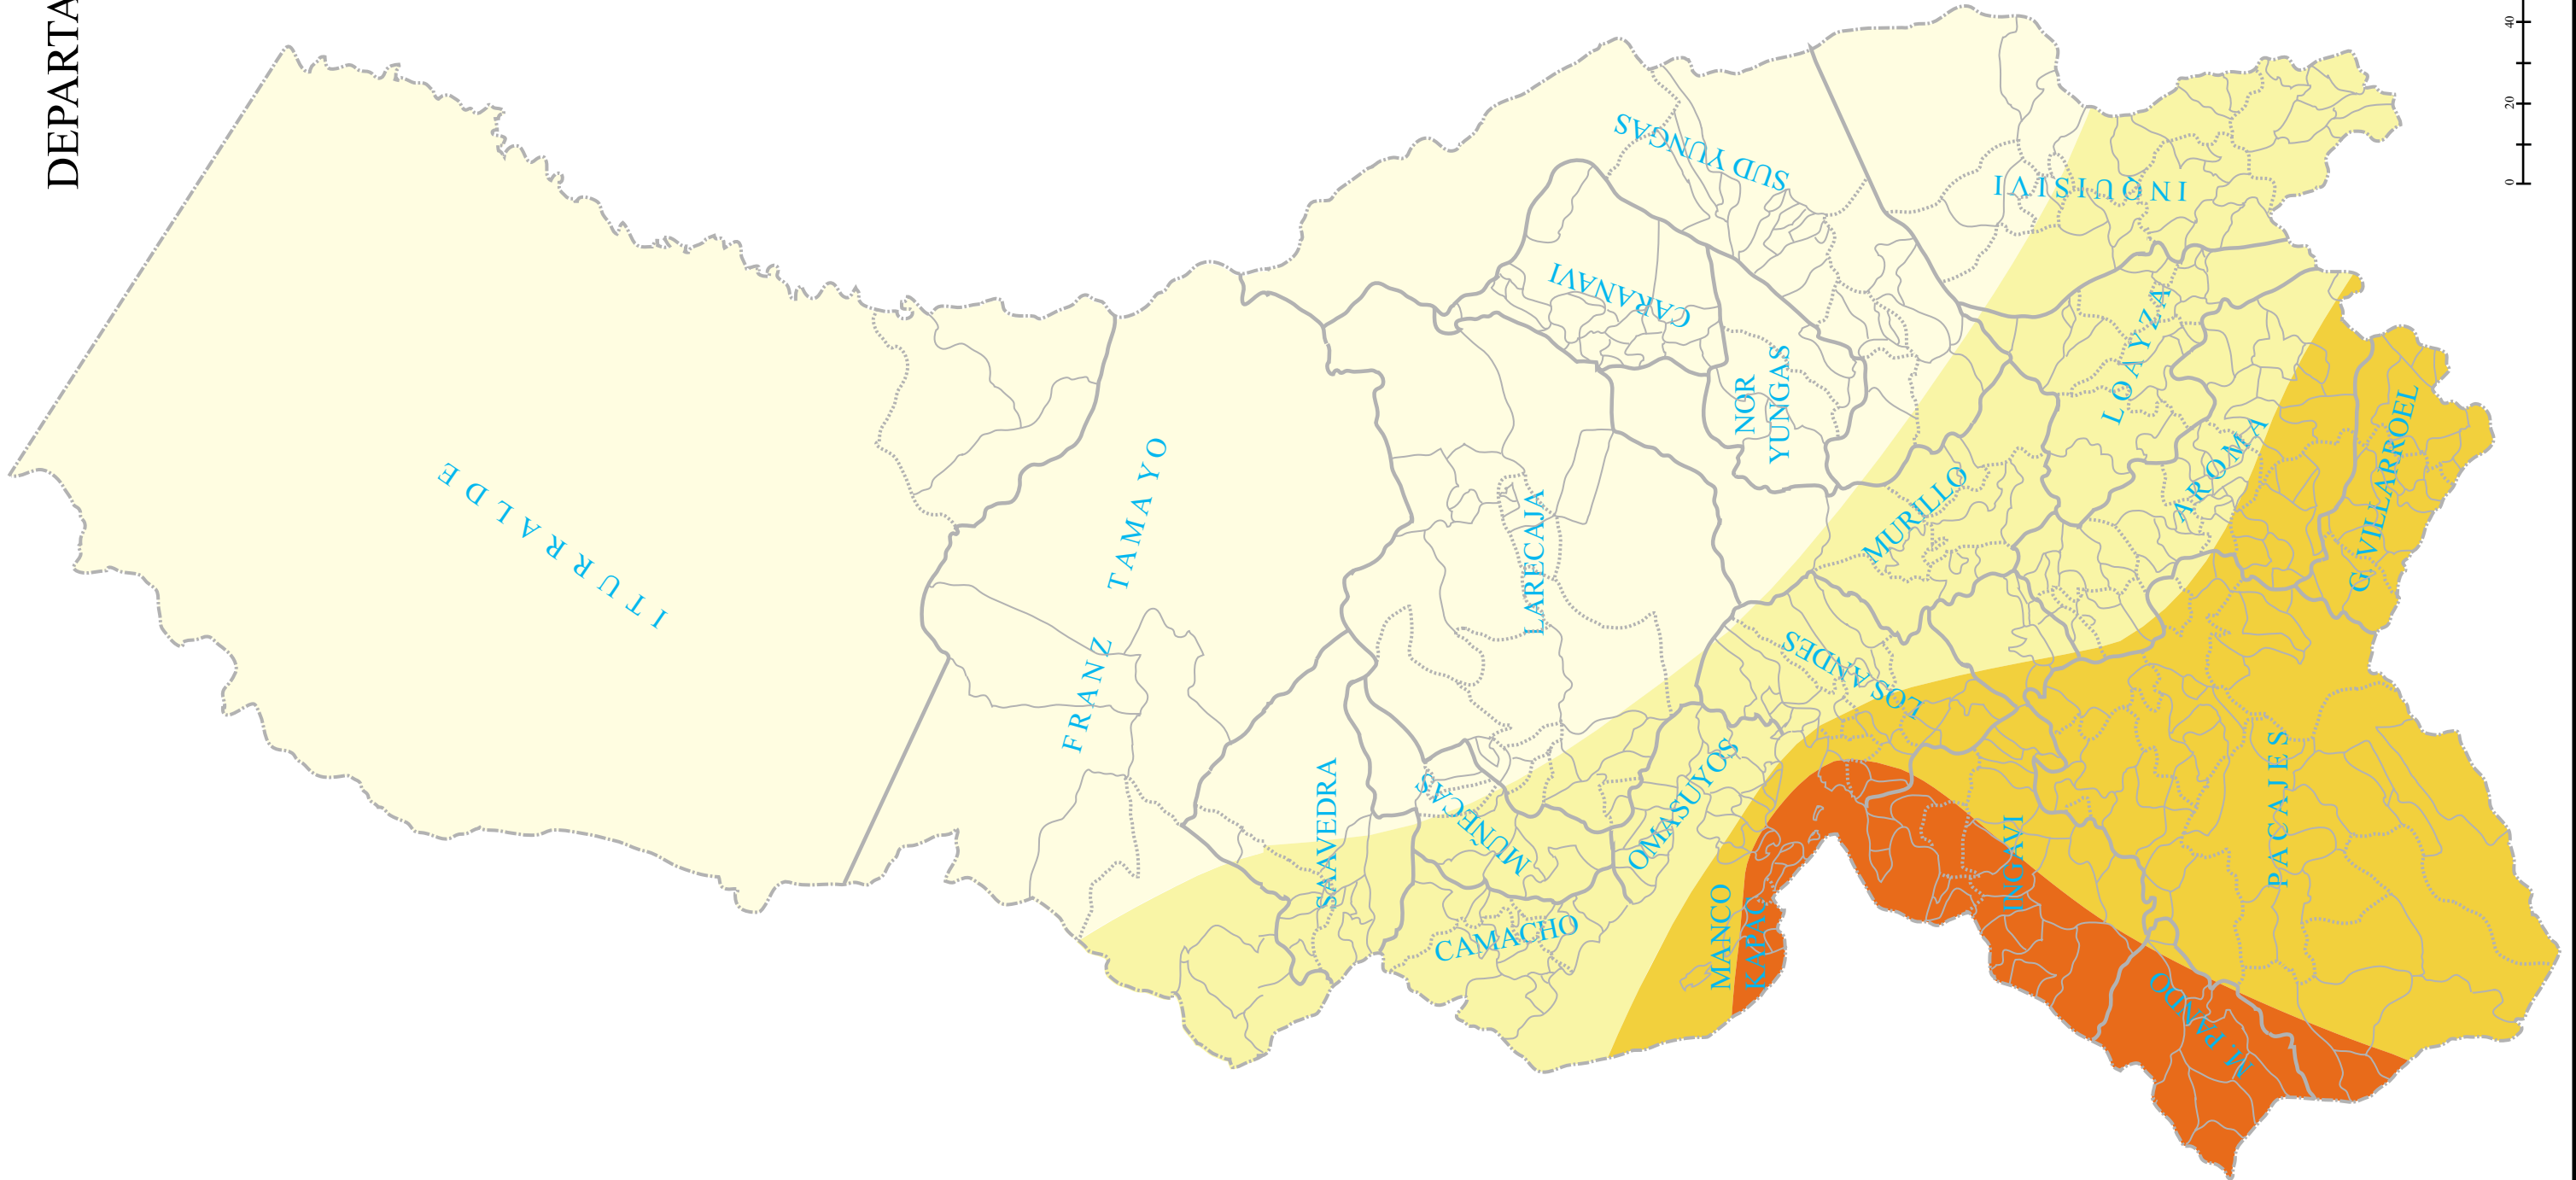 DEPARTA
40
20
0
SUD YUNGAS
INQUISIVI
CARANAVI
LOAYZA
NOR
YUNGAS
AROMA
G VILLARROEL
ITURRALDE
FRANZ TAMAYO
LARECAJA
MURILLO
LOS ANDES
SAAVEDRA
MUÑECAS
OMASUYOS
PACAJES
INGAVI
CAMACHO
MANCO
KAPAC
M. PANDO